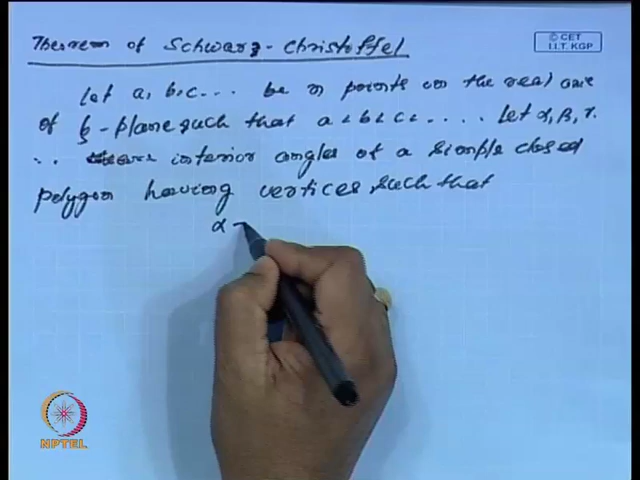 Theorem of Schwarz-Christoffel
© CET
I.I.T. KGP
Let a, b, c... be n points on the real axis
of ξ-plane such that a < b < c < .... Let α, β, γ.
.. interior angles of a simple closed
polygon having vertices, such that
α
NPTEL